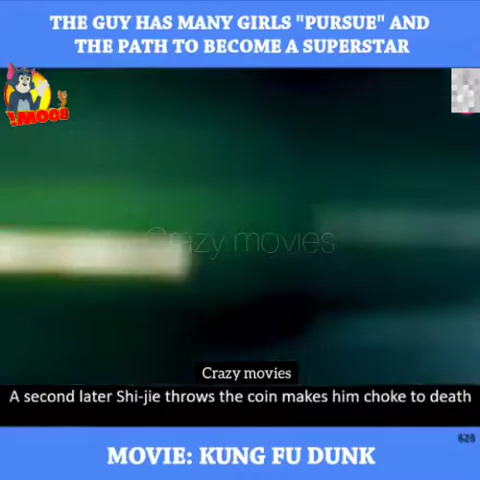 THE GUY HAS MANY GIRLS "PURSUE" AND
THE PATH TO BECOME A SUPERSTAR
!MOOB
Crazy movies
Crazy movies
A second later Shi-jie throws the coin makes him choke to death
628
MOVIE: KUNG FU DUNK